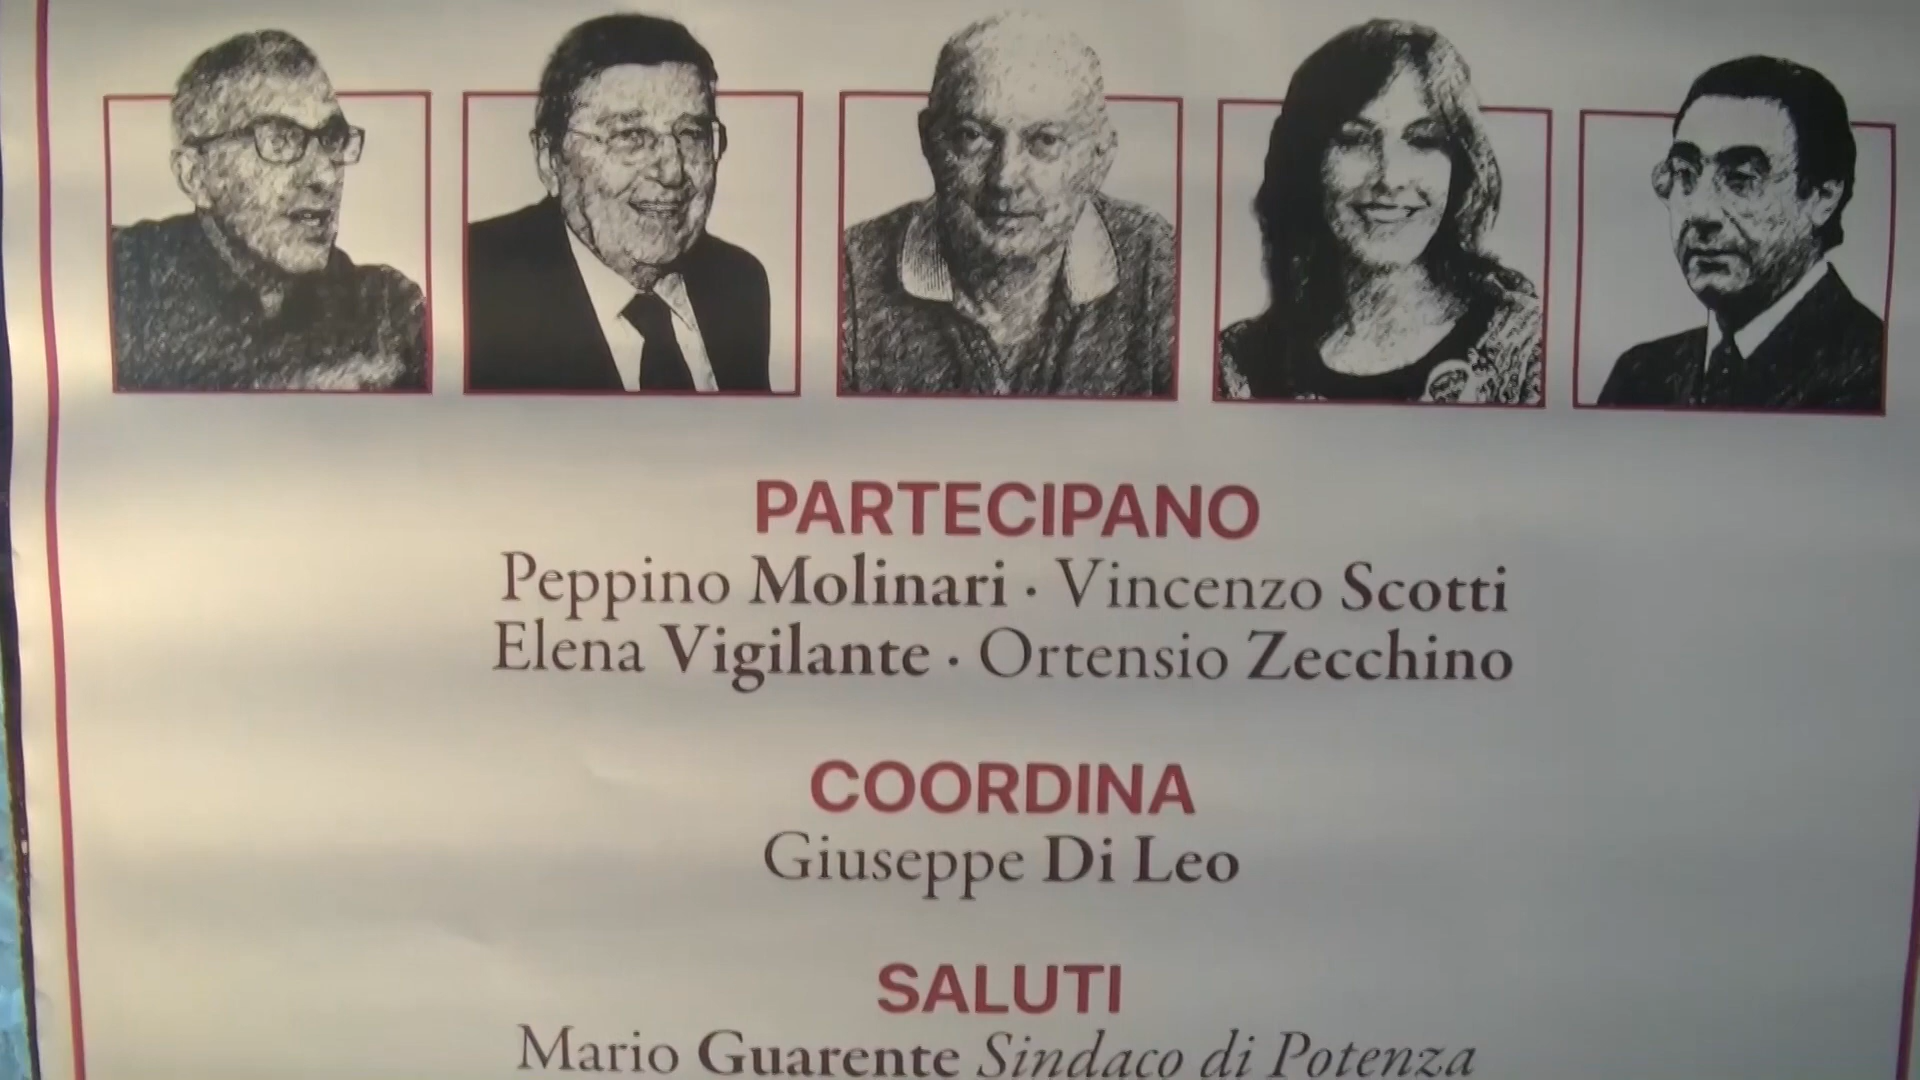 PARTECIPANO
Peppino Molinari · Vincenzo Scotti
Elena Vigilante · Ortensio Zecchino
COORDINA
Giuseppe Di Leo
SALUTI
Mario Guarente Sindaco di Potenza